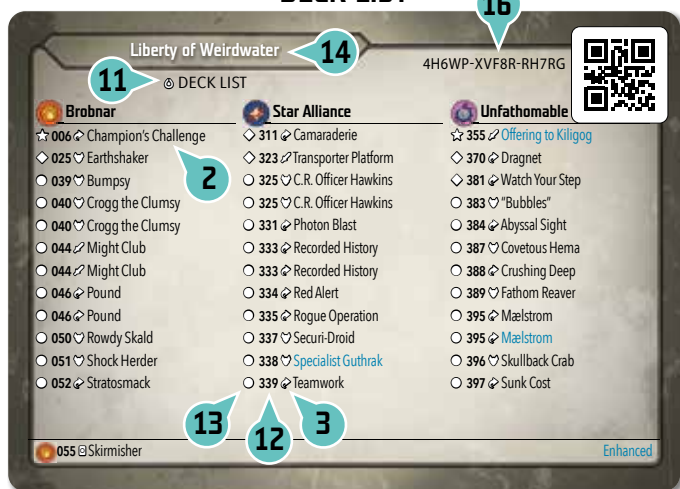 DECK LIST
16
Liberty of Weirdwater
14
4H6WP-XVF8R-RH7RG
11
DECK LIST
Brobnar
006 Champion's Challenge
025 Earthshaker
2
039 Bumpsy
040 Crogg the Clumsy
040 Crogg the Clumsy
044 Might Club
044 Might Club
046 Pound
046 Pound
050 Rowdy Skald
051 Shock Herder
052 Stratosmack
Star Alliance
311 Camaraderie
323 Transporter Platform
325 C.R. Officer Hawkins
325 C.R. Officer Hawkins
331 Photon Blast
333 Recorded History
333 Recorded History
334 Red Alert
335 Rogue Operation
337 Securi-Droid
338 Specialist Guthrak
339 Teamwork
Unfathomable
355 Offering to Kiligog
370 Dragnet
381 Watch Your Step
383 "Bubbles"
384 Abyssal Sight
387 Covetous Hema
388 Crushing Deep
389 Fathom Reaver
395 Mælstrom
395 Mælstrom
396 Skullback Crab
397 Sunk Cost
13
12
3
055 Skirmisher
Enhanced